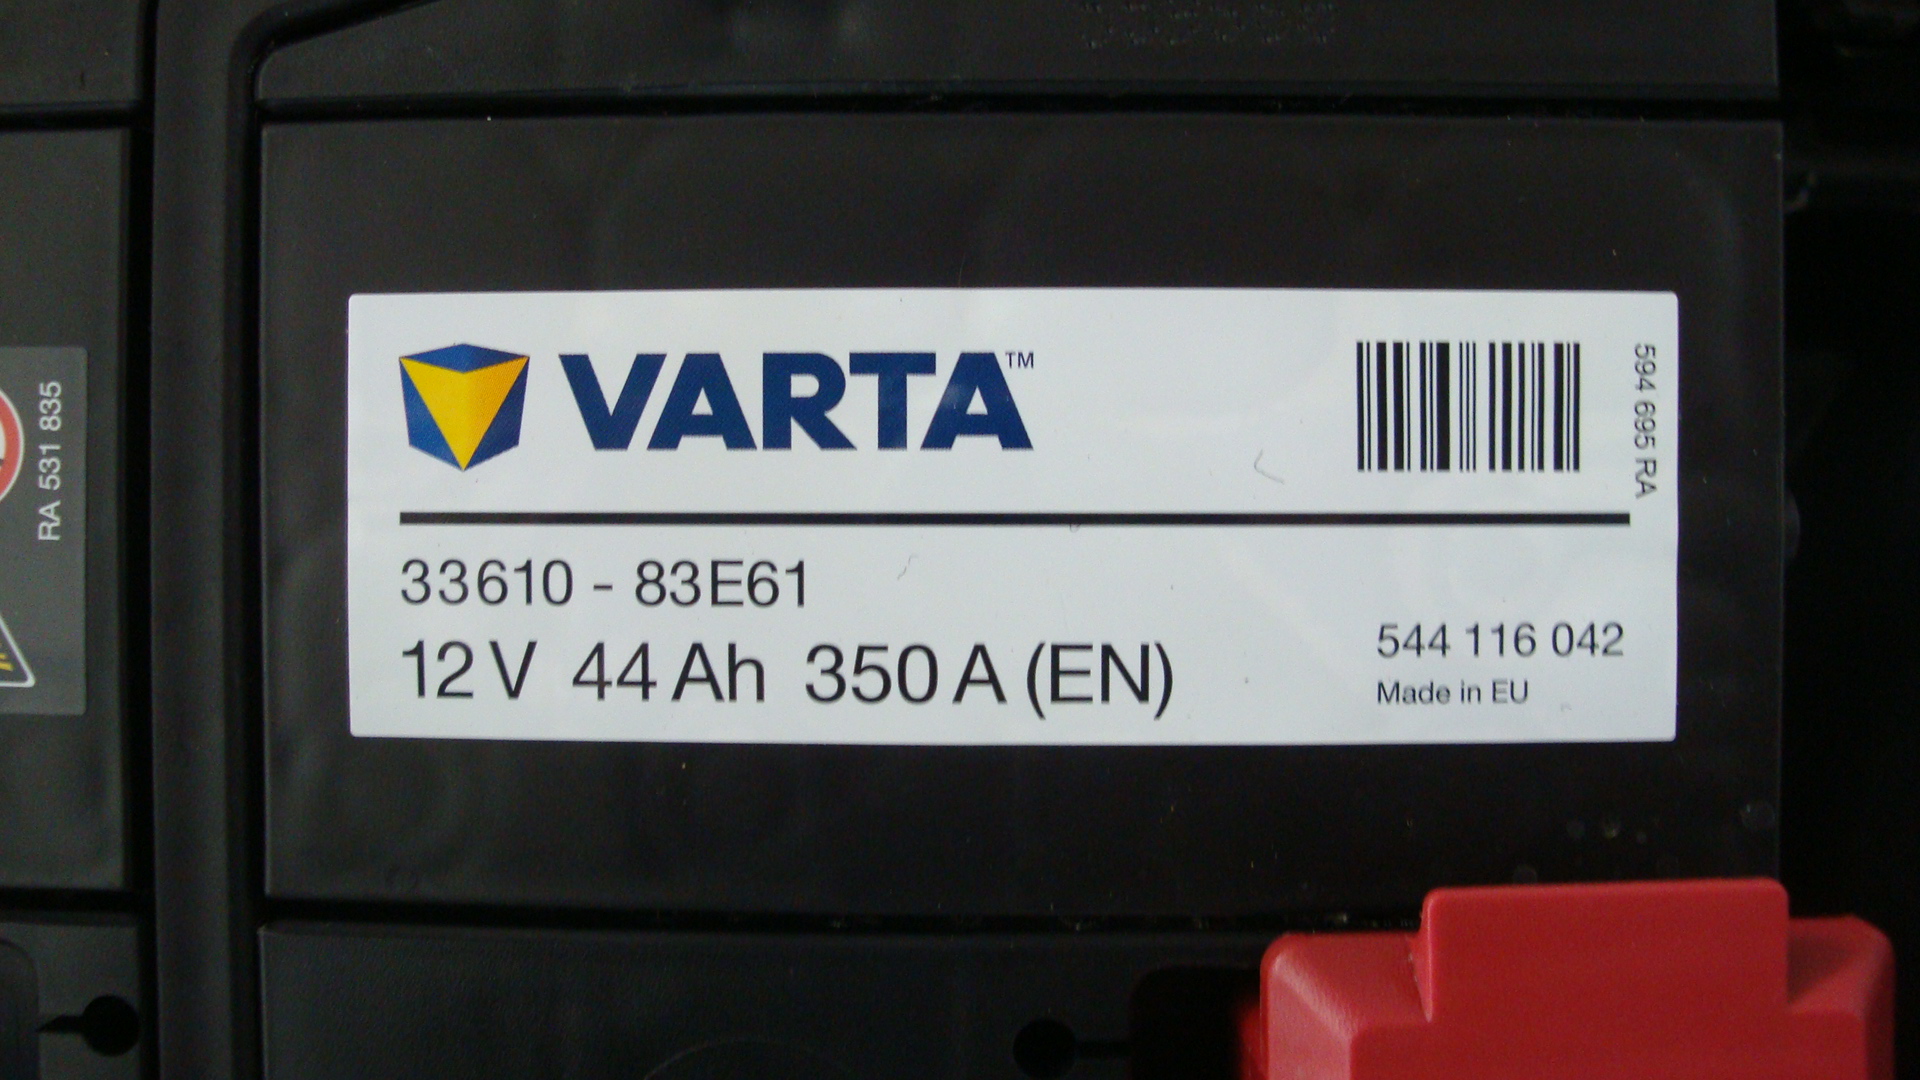 VARTA™
594 695 RA
33610 - 83E61
12 V 44 Ah 350 A (EN)
544 116 042
Made in EU
RA 531 835